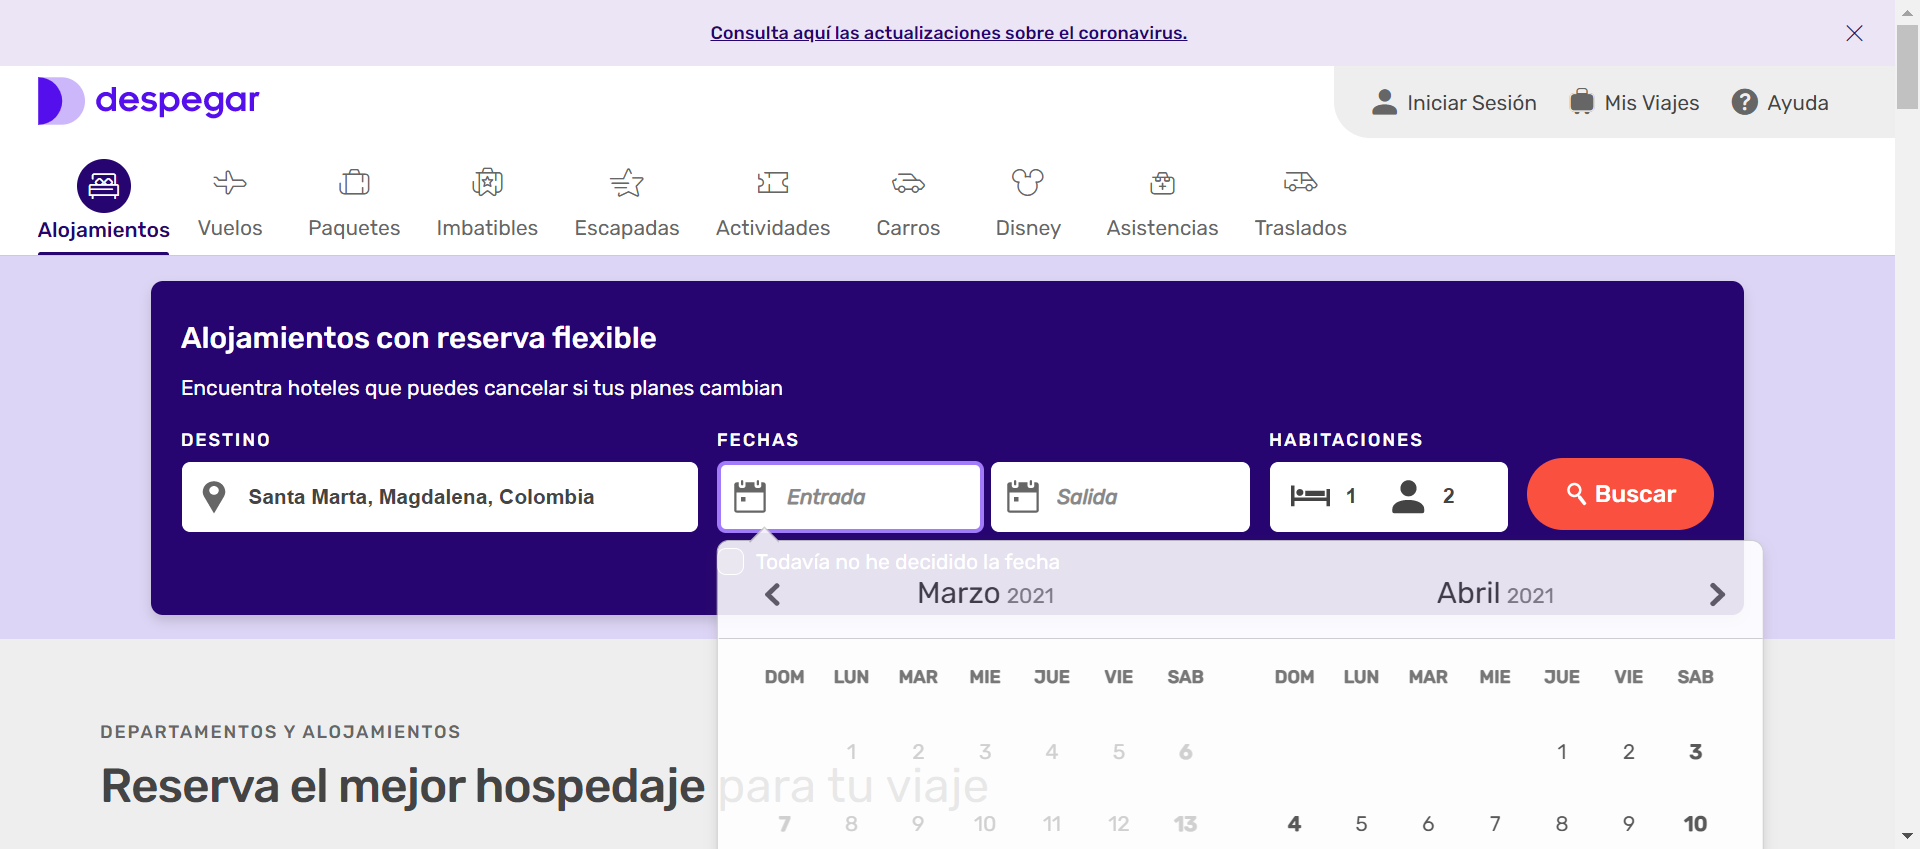 Consulta aquí las actualizaciones sobre el coronavirus.
despegar
Iniciar Sesión Mis Viajes Ayuda
Alojamientos Vuelos Paquetes Imbatibles Escapadas Actividades Carros Disney Asistencias Traslados
Alojamientos con reserva flexible
Encuentra hoteles que puedes cancelar si tus planes cambian
DESTINO FECHAS HABITACIONES
Santa Marta, Magdalena, Colombia Entrada Salida 1 2 Buscar
Todavía no he decidido la fecha
Marzo 2021 Abril 2021
DOM LUN MAR MIE JUE VIE SAB DOM LUN MAR MIE JUE VIE SAB
DEPARTAMENTOS Y ALOJAMIENTOS
1 2 3 4 5 6 1 2 3
Reserva el mejor hospedaje para tu viaje
7 8 9 10 11 12 13 4 5 6 7 8 9 10